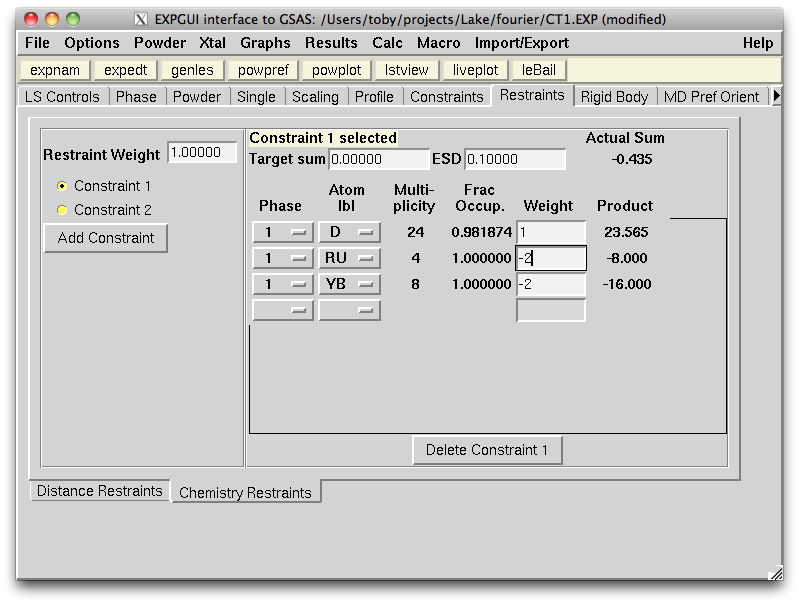 EXPGUI interface to GSAS: /Users/toby/projects/Lake/fourier/CT1.EXP (modified)
File Options Powder Xtal Graphs Results Calc Macro Import/Export Help
expnam expedt genles powpref powplot lstview liveplot leBail
LS Controls Phase Powder Single Scaling Profile Constraints Restraints Rigid Body MD Pref Orient
Restraint Weight 1.00000
Constraint 1
Constraint 2
Add Constraint
Constraint 1 selected Actual Sum
Target sum 0.00000 ESD 0.10000 -0.435
Atom Multi- Frac
Phase lbl plicity Occup. Weight Product
1 D 24 0.981874 1 23.565
1 RU 4 1.000000 -2 -8.000
1 YB 8 1.000000 -2 -16.000
Delete Constraint 1
Distance Restraints Chemistry Restraints